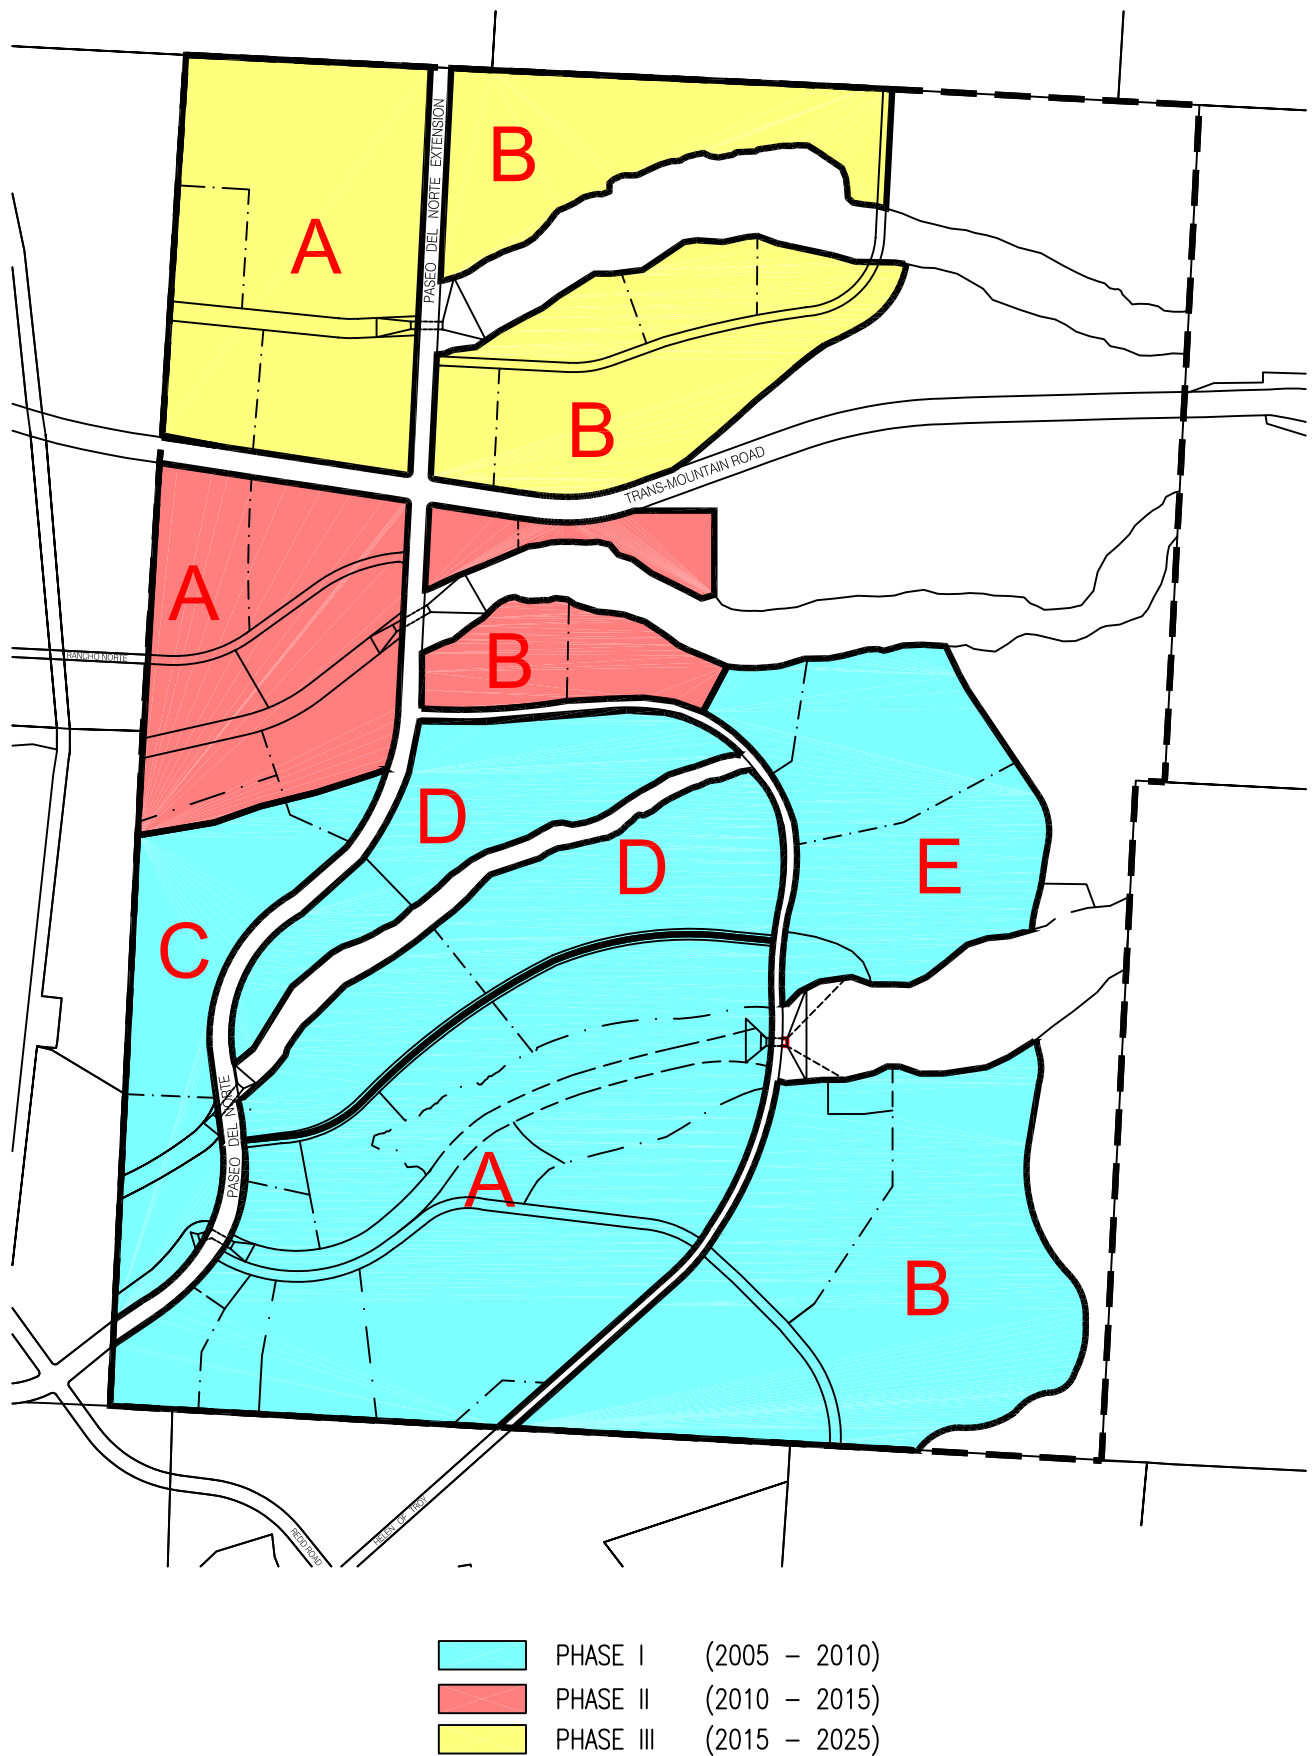 B
PASEO DEL NORTE EXTENSION
A
B
TRANS-MOUNTAIN ROAD
A
RANCHO NORTE
B
D
D
E
C
PASEO DEL NORTE
A
B
HELEN OF TROY
REDD ROAD
PHASE I (2005 – 2010)
PHASE II (2010 – 2015)
PHASE III (2015 – 2025)